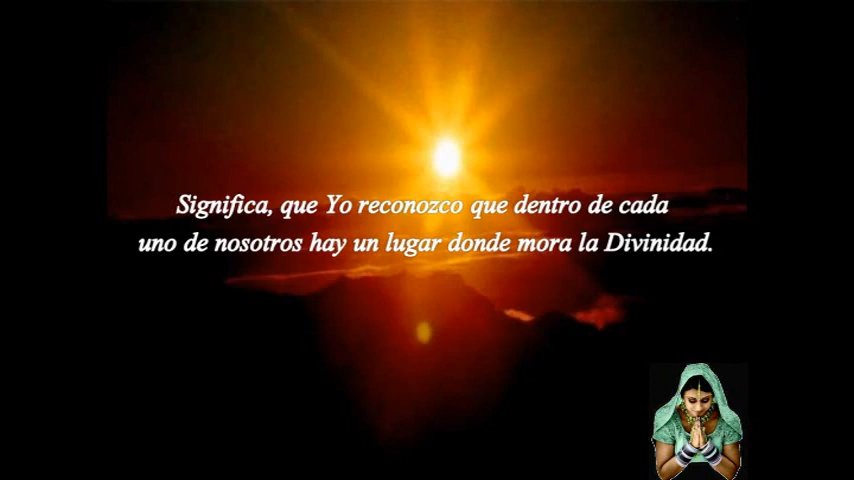 Significa, que Yo reconozco que dentro de cada
uno de nosotros hay un lugar donde mora la Divinidad.